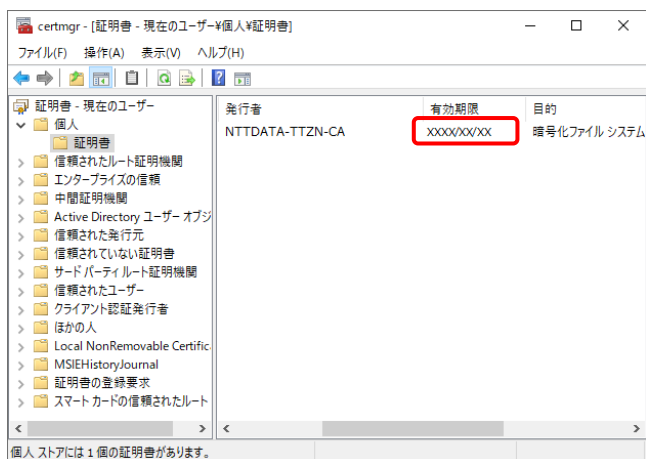 certmgr - [証明書 - 現在のユーザー¥個人¥証明書]
ファイル(F) 操作(A) 表示(V) ヘルプ(H)
証明書 - 現在のユーザー
個人
証明書
信頼されたルート証明機関
エンタープライズの信頼
中間証明機関
Active Directory ユーザー オブジ
信頼された発行元
信頼されていない証明書
サード パーティ ルート証明機関
信頼されたユーザー
クライアント認証発行者
ほかの人
Local NonRemovable Certific
MSIEHistoryJournal
証明書の登録要求
スマート カードの信頼されたルート
発行者 有効期限 目的
NTTDATA-TTZN-CA XXXX/XX/XX 暗号化ファイル システム
個人 ストアには 1 個の証明書があります。